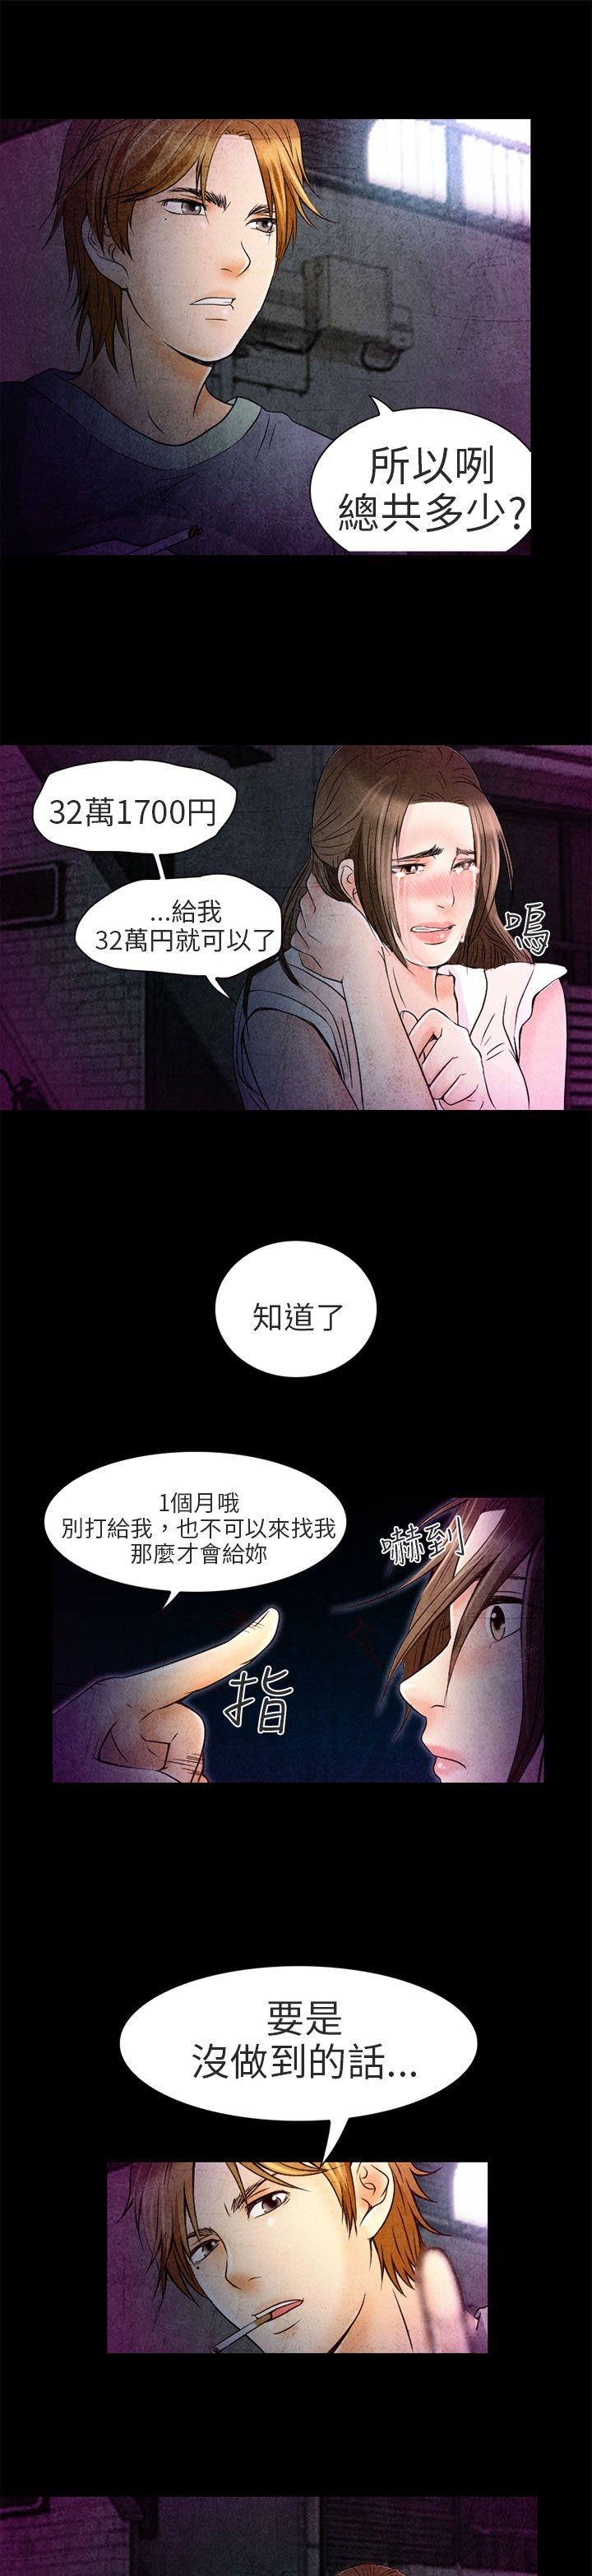 所以咧
總共多少?
32萬1700円
...給我
32萬円就可以了
嗚
知道了
1個月哦
別打給我，也不可以來找我
那麼才會給妳
嚇到
指
要是
沒做到的話...